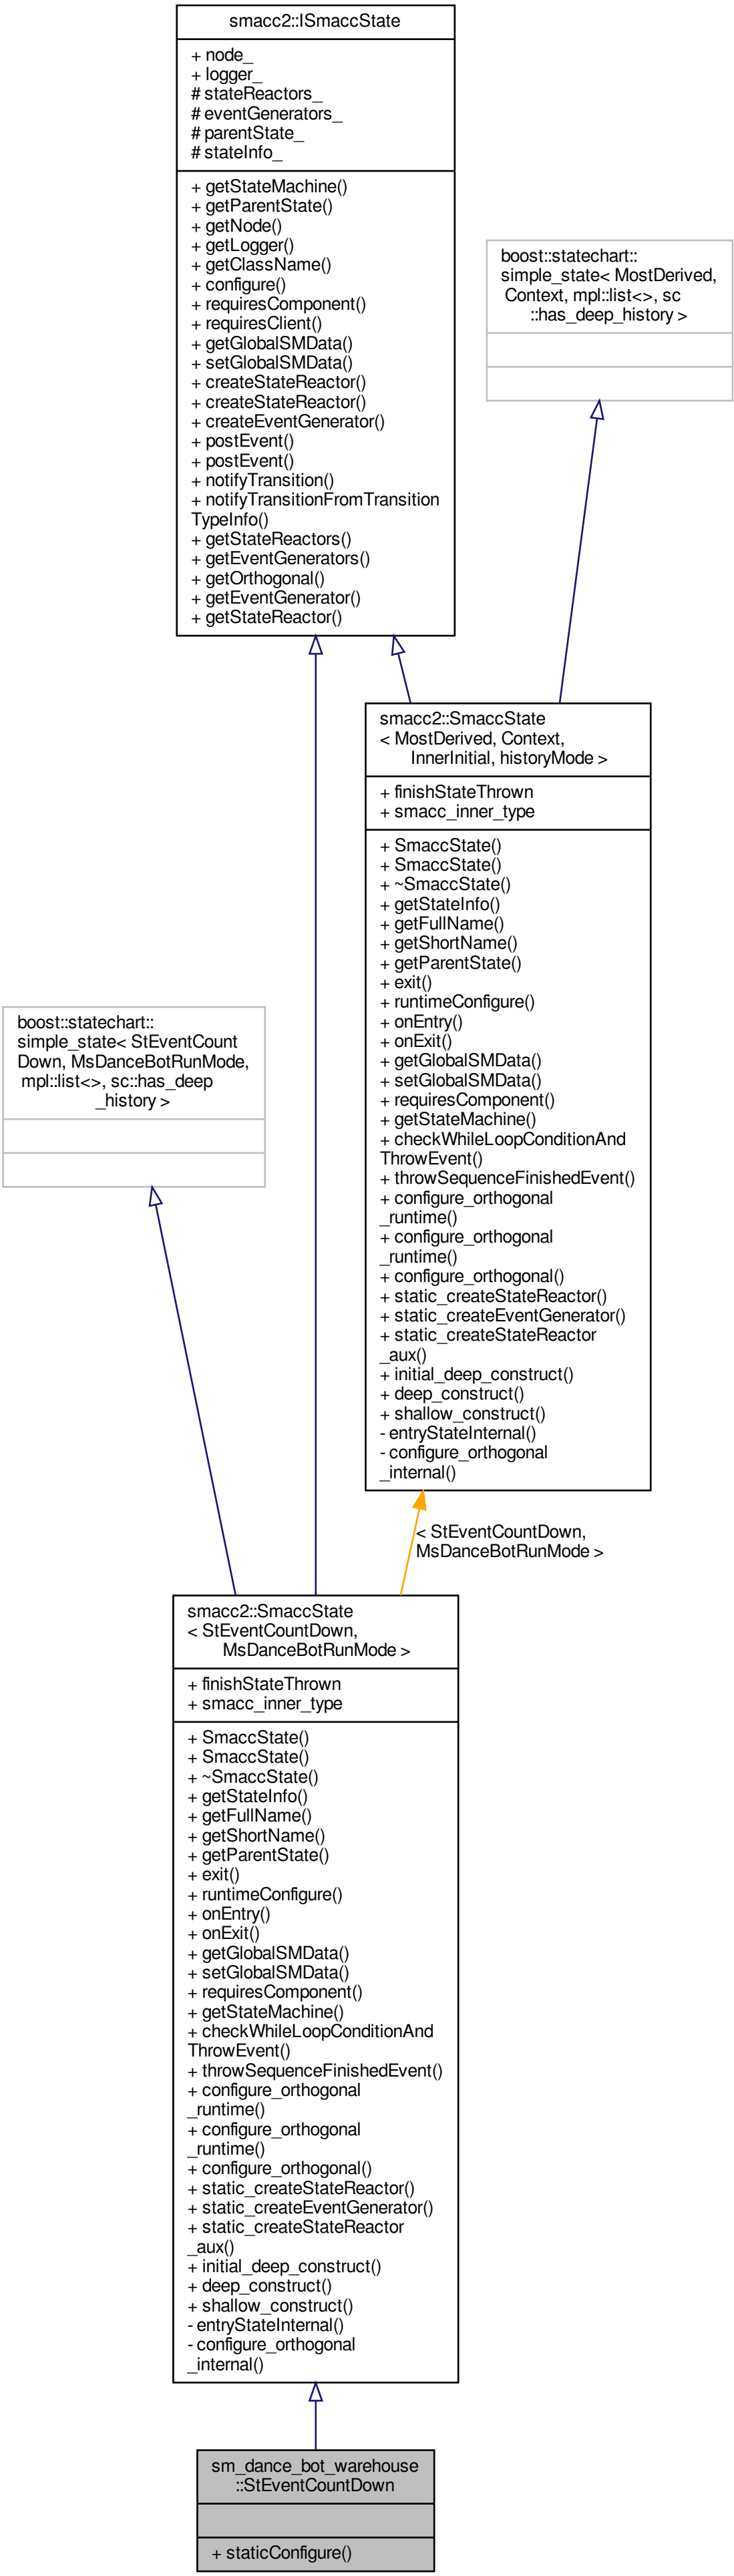 smacc2::ISmaccState
+ node_
+ logger_
# stateReactors_
# eventGenerators_
# parentState_
# stateInfo_
+ getStateMachine()
+ getParentState()
+ getNode()
+ getLogger()
+ getClassName()
+ configure()
+ requiresComponent()
+ requiresClient()
+ getGlobalSMData()
+ setGlobalSMData()
+ createStateReactor()
+ createStateReactor()
+ createEventGenerator()
+ postEvent()
+ postEvent()
+ notifyTransition()
+ notifyTransitionFromTransition
TypeInfo()
+ getStateReactors()
+ getEventGenerators()
+ getOrthogonal()
+ getEventGenerator()
+ getStateReactor()
boost::statechart::
simple_state< MostDerived,
Context, mpl::list<>, sc
::has_deep_history >
smacc2::SmaccState
< MostDerived, Context,
InnerInitial, historyMode >
+ finishStateThrown
+ smacc_inner_type
+ SmaccState()
+ SmaccState()
+ ~SmaccState()
+ getStateInfo()
+ getFullName()
+ getShortName()
+ getParentState()
+ exit()
+ runtimeConfigure()
+ onEntry()
+ onExit()
+ getGlobalSMData()
+ setGlobalSMData()
+ requiresComponent()
+ getStateMachine()
+ checkWhileLoopConditionAnd
ThrowEvent()
+ throwSequenceFinishedEvent()
+ configure_orthogonal
_runtime()
+ configure_orthogonal
_runtime()
+ configure_orthogonal()
+ static_createStateReactor()
+ static_createEventGenerator()
+ static_createStateReactor
_aux()
+ initial_deep_construct()
+ deep_construct()
+ shallow_construct()
- entryStateInternal()
- configure_orthogonal
_internal()
boost::statechart::
simple_state< StEventCount
Down, MsDanceBotRunMode,
mpl::list<>, sc::has_deep
_history >
< StEventCountDown,
MsDanceBotRunMode >
smacc2::SmaccState
< StEventCountDown,
MsDanceBotRunMode >
+ finishStateThrown
+ smacc_inner_type
+ SmaccState()
+ SmaccState()
+ ~SmaccState()
+ getStateInfo()
+ getFullName()
+ getShortName()
+ getParentState()
+ exit()
+ runtimeConfigure()
+ onEntry()
+ onExit()
+ getGlobalSMData()
+ setGlobalSMData()
+ requiresComponent()
+ getStateMachine()
+ checkWhileLoopConditionAnd
ThrowEvent()
+ throwSequenceFinishedEvent()
+ configure_orthogonal
_runtime()
+ configure_orthogonal
_runtime()
+ configure_orthogonal()
+ static_createStateReactor()
+ static_createEventGenerator()
+ static_createStateReactor
_aux()
+ initial_deep_construct()
+ deep_construct()
+ shallow_construct()
- entryStateInternal()
- configure_orthogonal
_internal()
sm_dance_bot_warehouse
::StEventCountDown
+ staticConfigure()